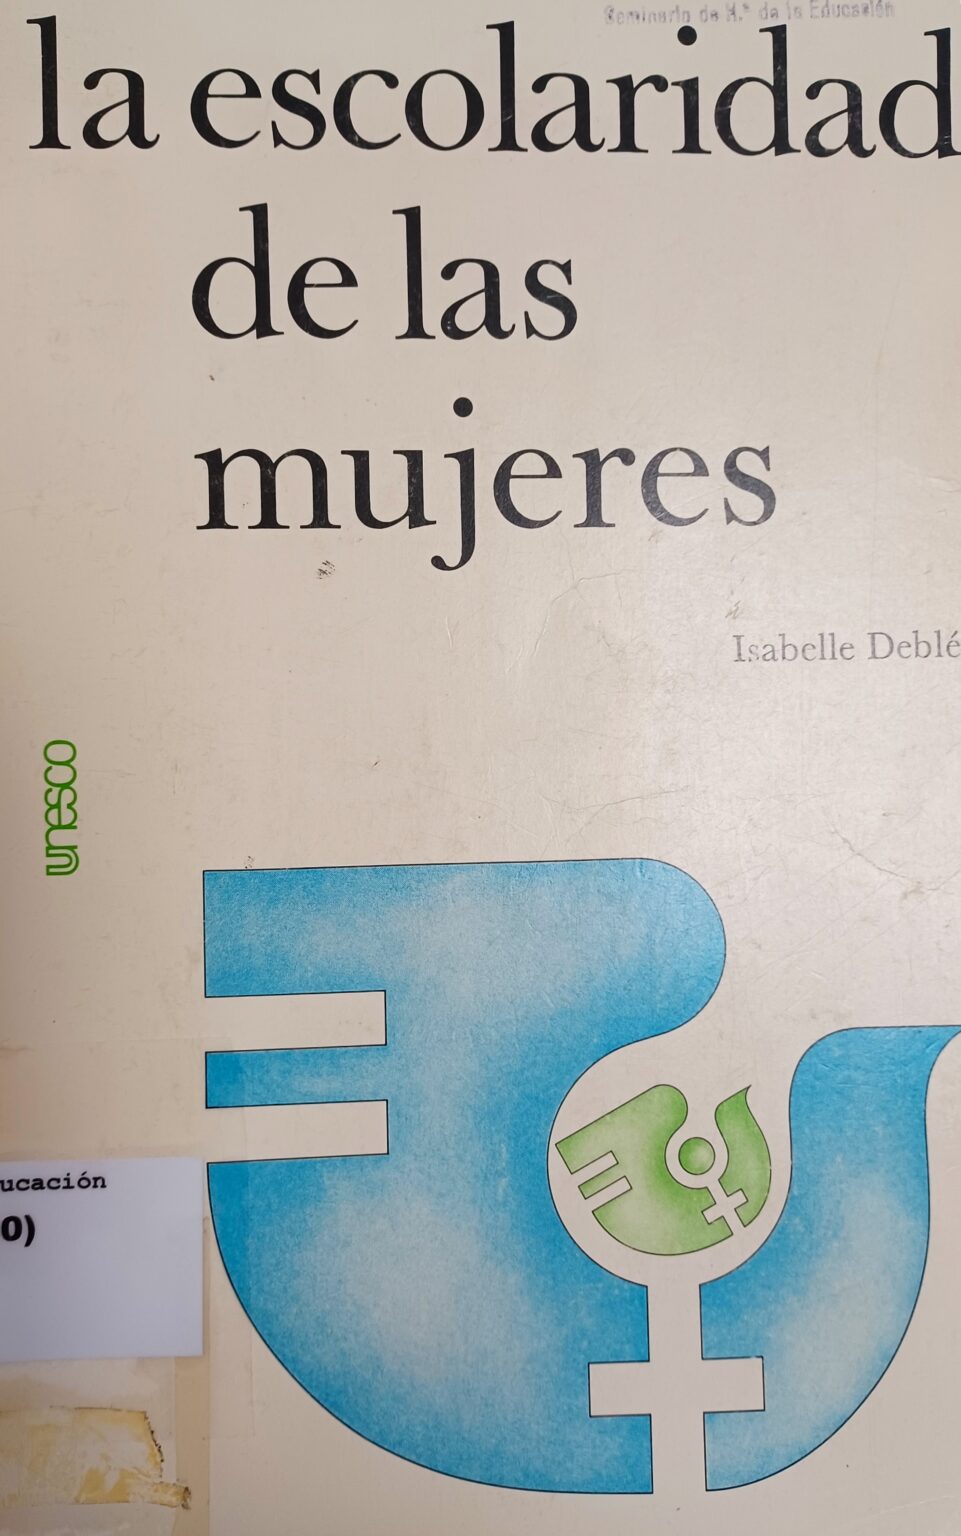 Seminario de H.ª de la Educación
la escolaridad
de las
mujeres
Isabelle Deblé
unesco
ucación
0)